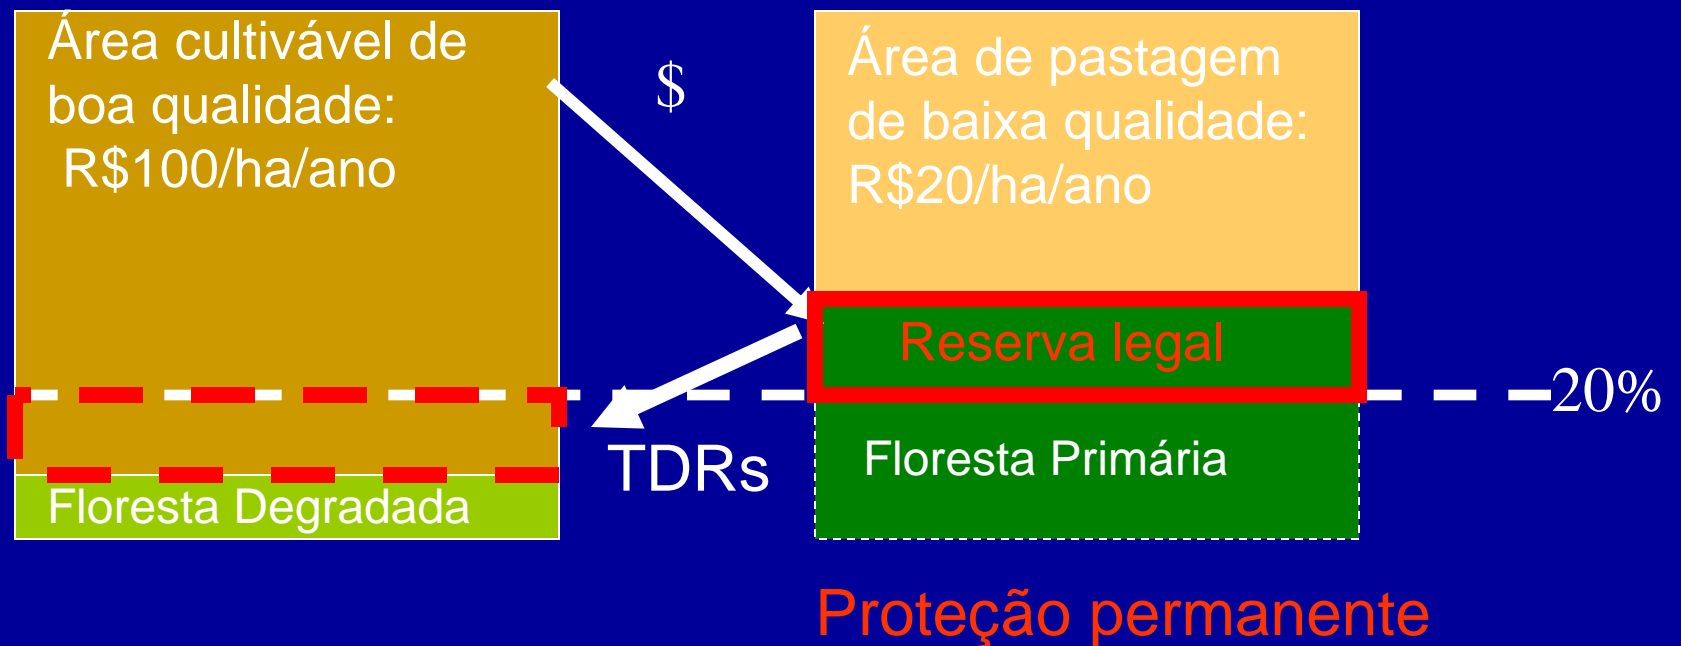 Área cultivável de
boa qualidade:
R$100/ha/ano
$
Área de pastagem
de baixa qualidade:
R$20/ha/ano
Reserva legal
20%
TDRs
Floresta Primária
Floresta Degradada
Proteção permanente